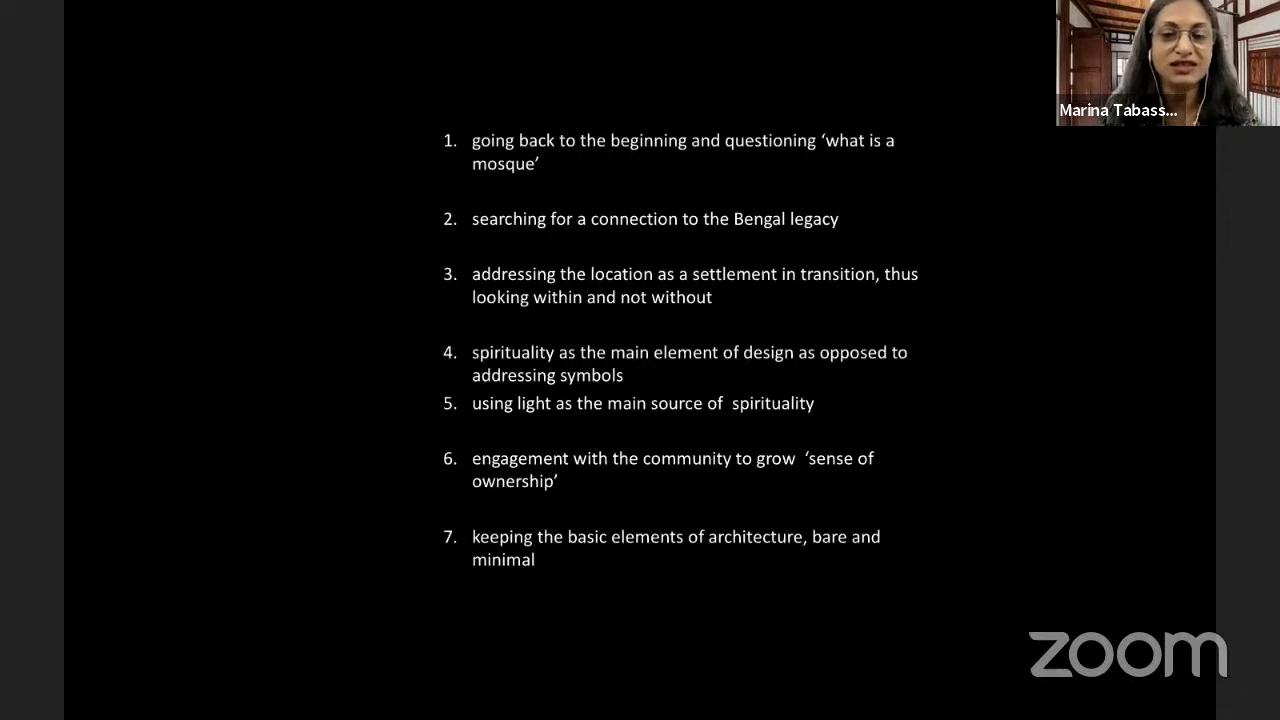 Marina Tabass...
1. going back to the beginning and questioning ‘what is a
mosque’
2. searching for a connection to the Bengal legacy
3. addressing the location as a settlement in transition, thus
looking within and not without
4. spirituality as the main element of design as opposed to
addressing symbols
5. using light as the main source of  spirituality
6. engagement with the community to grow  ‘sense of
ownership’
7. keeping the basic elements of architecture, bare and
minimal
zoom